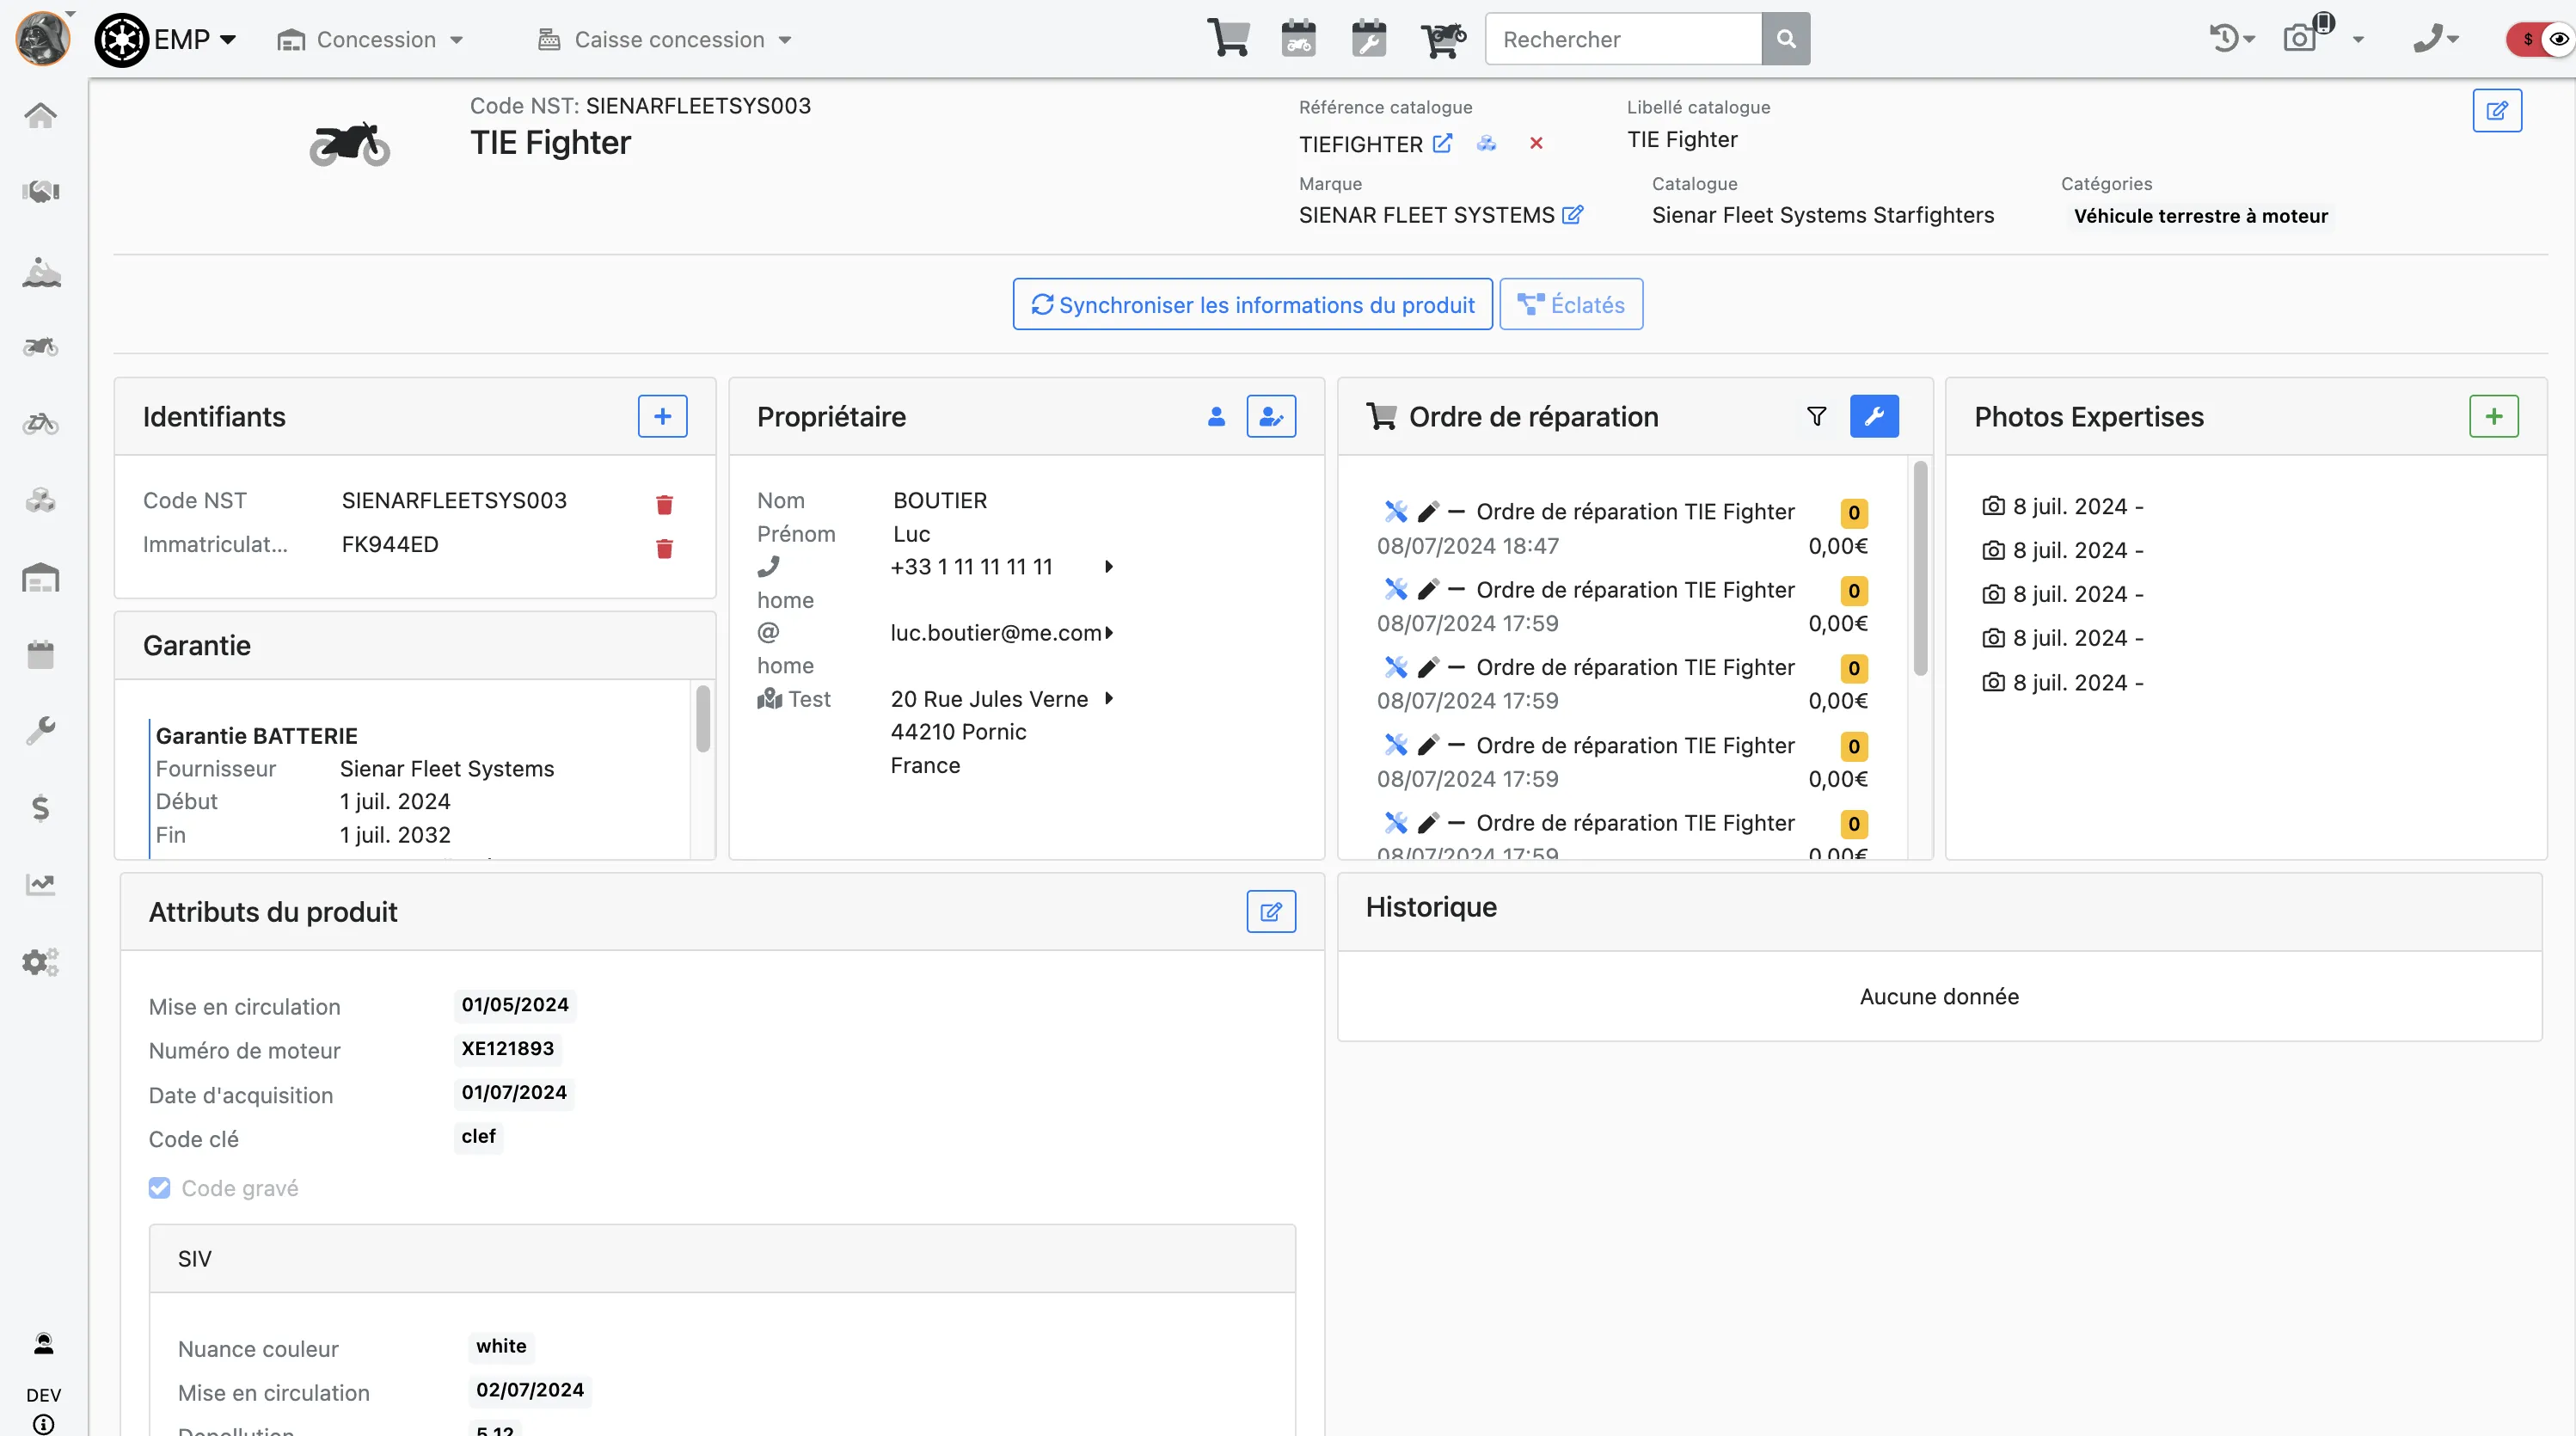 EMP
Concession
Caisse concession
Rechercher
$
Code NST: SIENARFLEETSYS003
TIE Fighter
Référence catalogue
TIEFIGHTER
Libellé catalogue
TIE Fighter
Marque
SIENAR FLEET SYSTEMS
Catalogue
Sienar Fleet Systems Starfighters
Catégories
Véhicule terrestre à moteur
Synchroniser les informations du produit
Éclatés
Identifiants
Code NST SIENARFLEETSYS003
Immatriculat... FK944ED
Garantie
Garantie BATTERIE
Fournisseur Sienar Fleet Systems
Début 1 juil. 2024
Fin 1 juil. 2032
Propriétaire
Nom BOUTIER
Prénom Luc
+33 1 11 11 11 11
home
@ luc.boutier@me.com
home
Test 20 Rue Jules Verne
44210 Pornic
France
Ordre de réparation
— Ordre de réparation TIE Fighter 0
08/07/2024 18:47 0,00€
— Ordre de réparation TIE Fighter 0
08/07/2024 17:59 0,00€
— Ordre de réparation TIE Fighter 0
08/07/2024 17:59 0,00€
— Ordre de réparation TIE Fighter 0
08/07/2024 17:59 0,00€
— Ordre de réparation TIE Fighter 0
08/07/2024 17:59 0,00€
Photos Expertises
8 juil. 2024 -
8 juil. 2024 -
8 juil. 2024 -
8 juil. 2024 -
8 juil. 2024 -
Attributs du produit
Mise en circulation 01/05/2024
Numéro de moteur XE121893
Date d'acquisition 01/07/2024
Code clé clef
Code gravé
SIV
Nuance couleur white
Mise en circulation 02/07/2024
Depollution 5.12
Historique
Aucune donnée
DEV